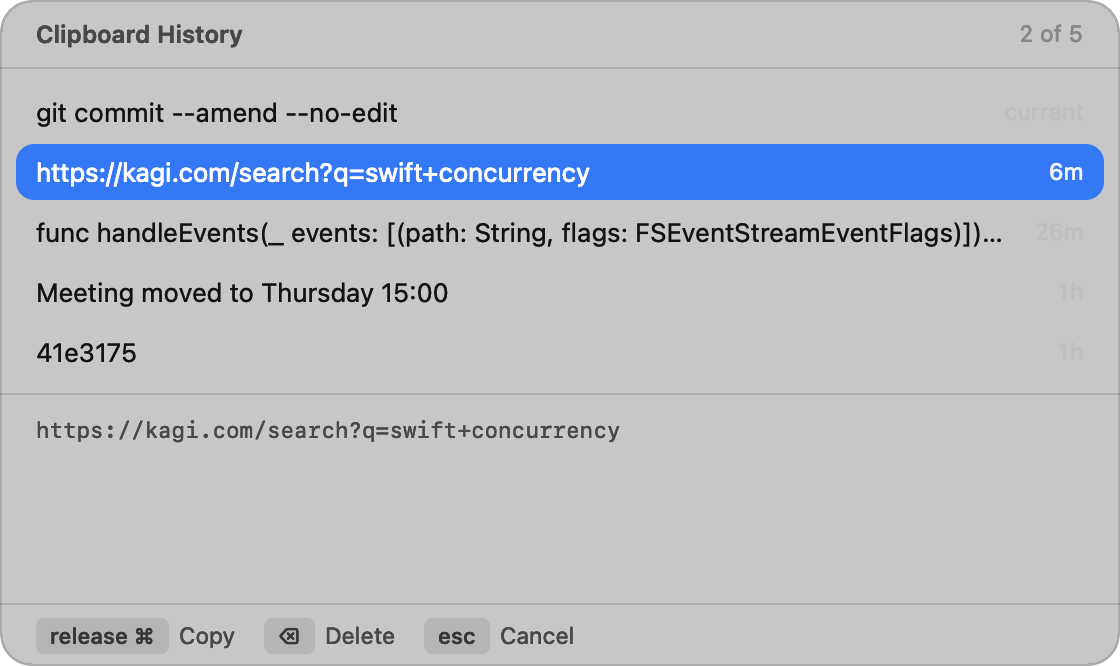 Clipboard History 2 of 5
git commit --amend --no-edit current
https://kagi.com/search?q=swift+concurrency 6m
func handleEvents(_ events: [(path: String, flags: FSEventStreamEventFlags)])... 26m
Meeting moved to Thursday 15:00 1h
41e3175 1h
https://kagi.com/search?q=swift+concurrency
release ⌘ Copy ⌫ Delete esc Cancel